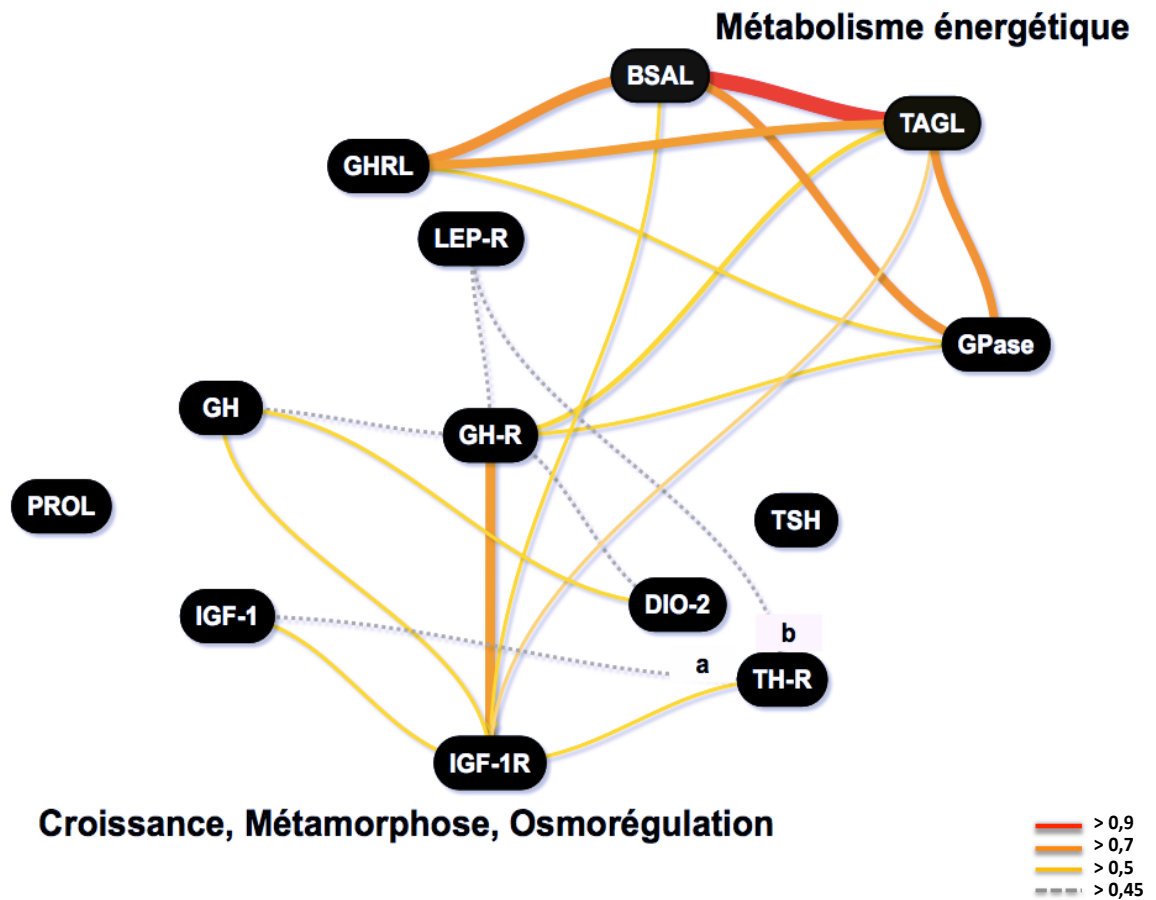 Métabolisme énergétique
BSAL
TAGL
GHRL
LEP-R
GPase
GH
GH-R
PROL
TSH
DIO-2
IGF-1
b
a
TH-R
IGF-1R
Croissance, Métamorphose, Osmorégulation
> 0,9
> 0,7
> 0,5
> 0,45